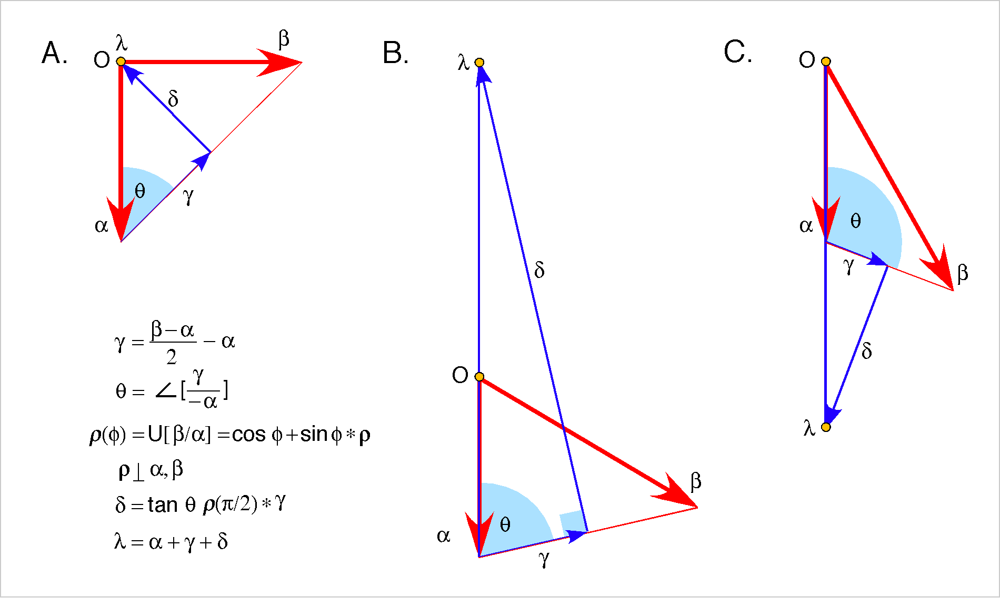 A.
λ
O
β
δ
θ
γ
α
B.
λ
δ
O
β
α
θ
γ
C.
O
α
θ
γ
β
δ
λ
γ = (β−α)/2 − α
θ = ∠[γ/−α]
ρ(ϕ) = U[β/α] = cos ϕ + sin ϕ * ρ
ρ ⊥ α, β
δ = tan θ ρ(π/2) * γ
λ = α + γ + δ